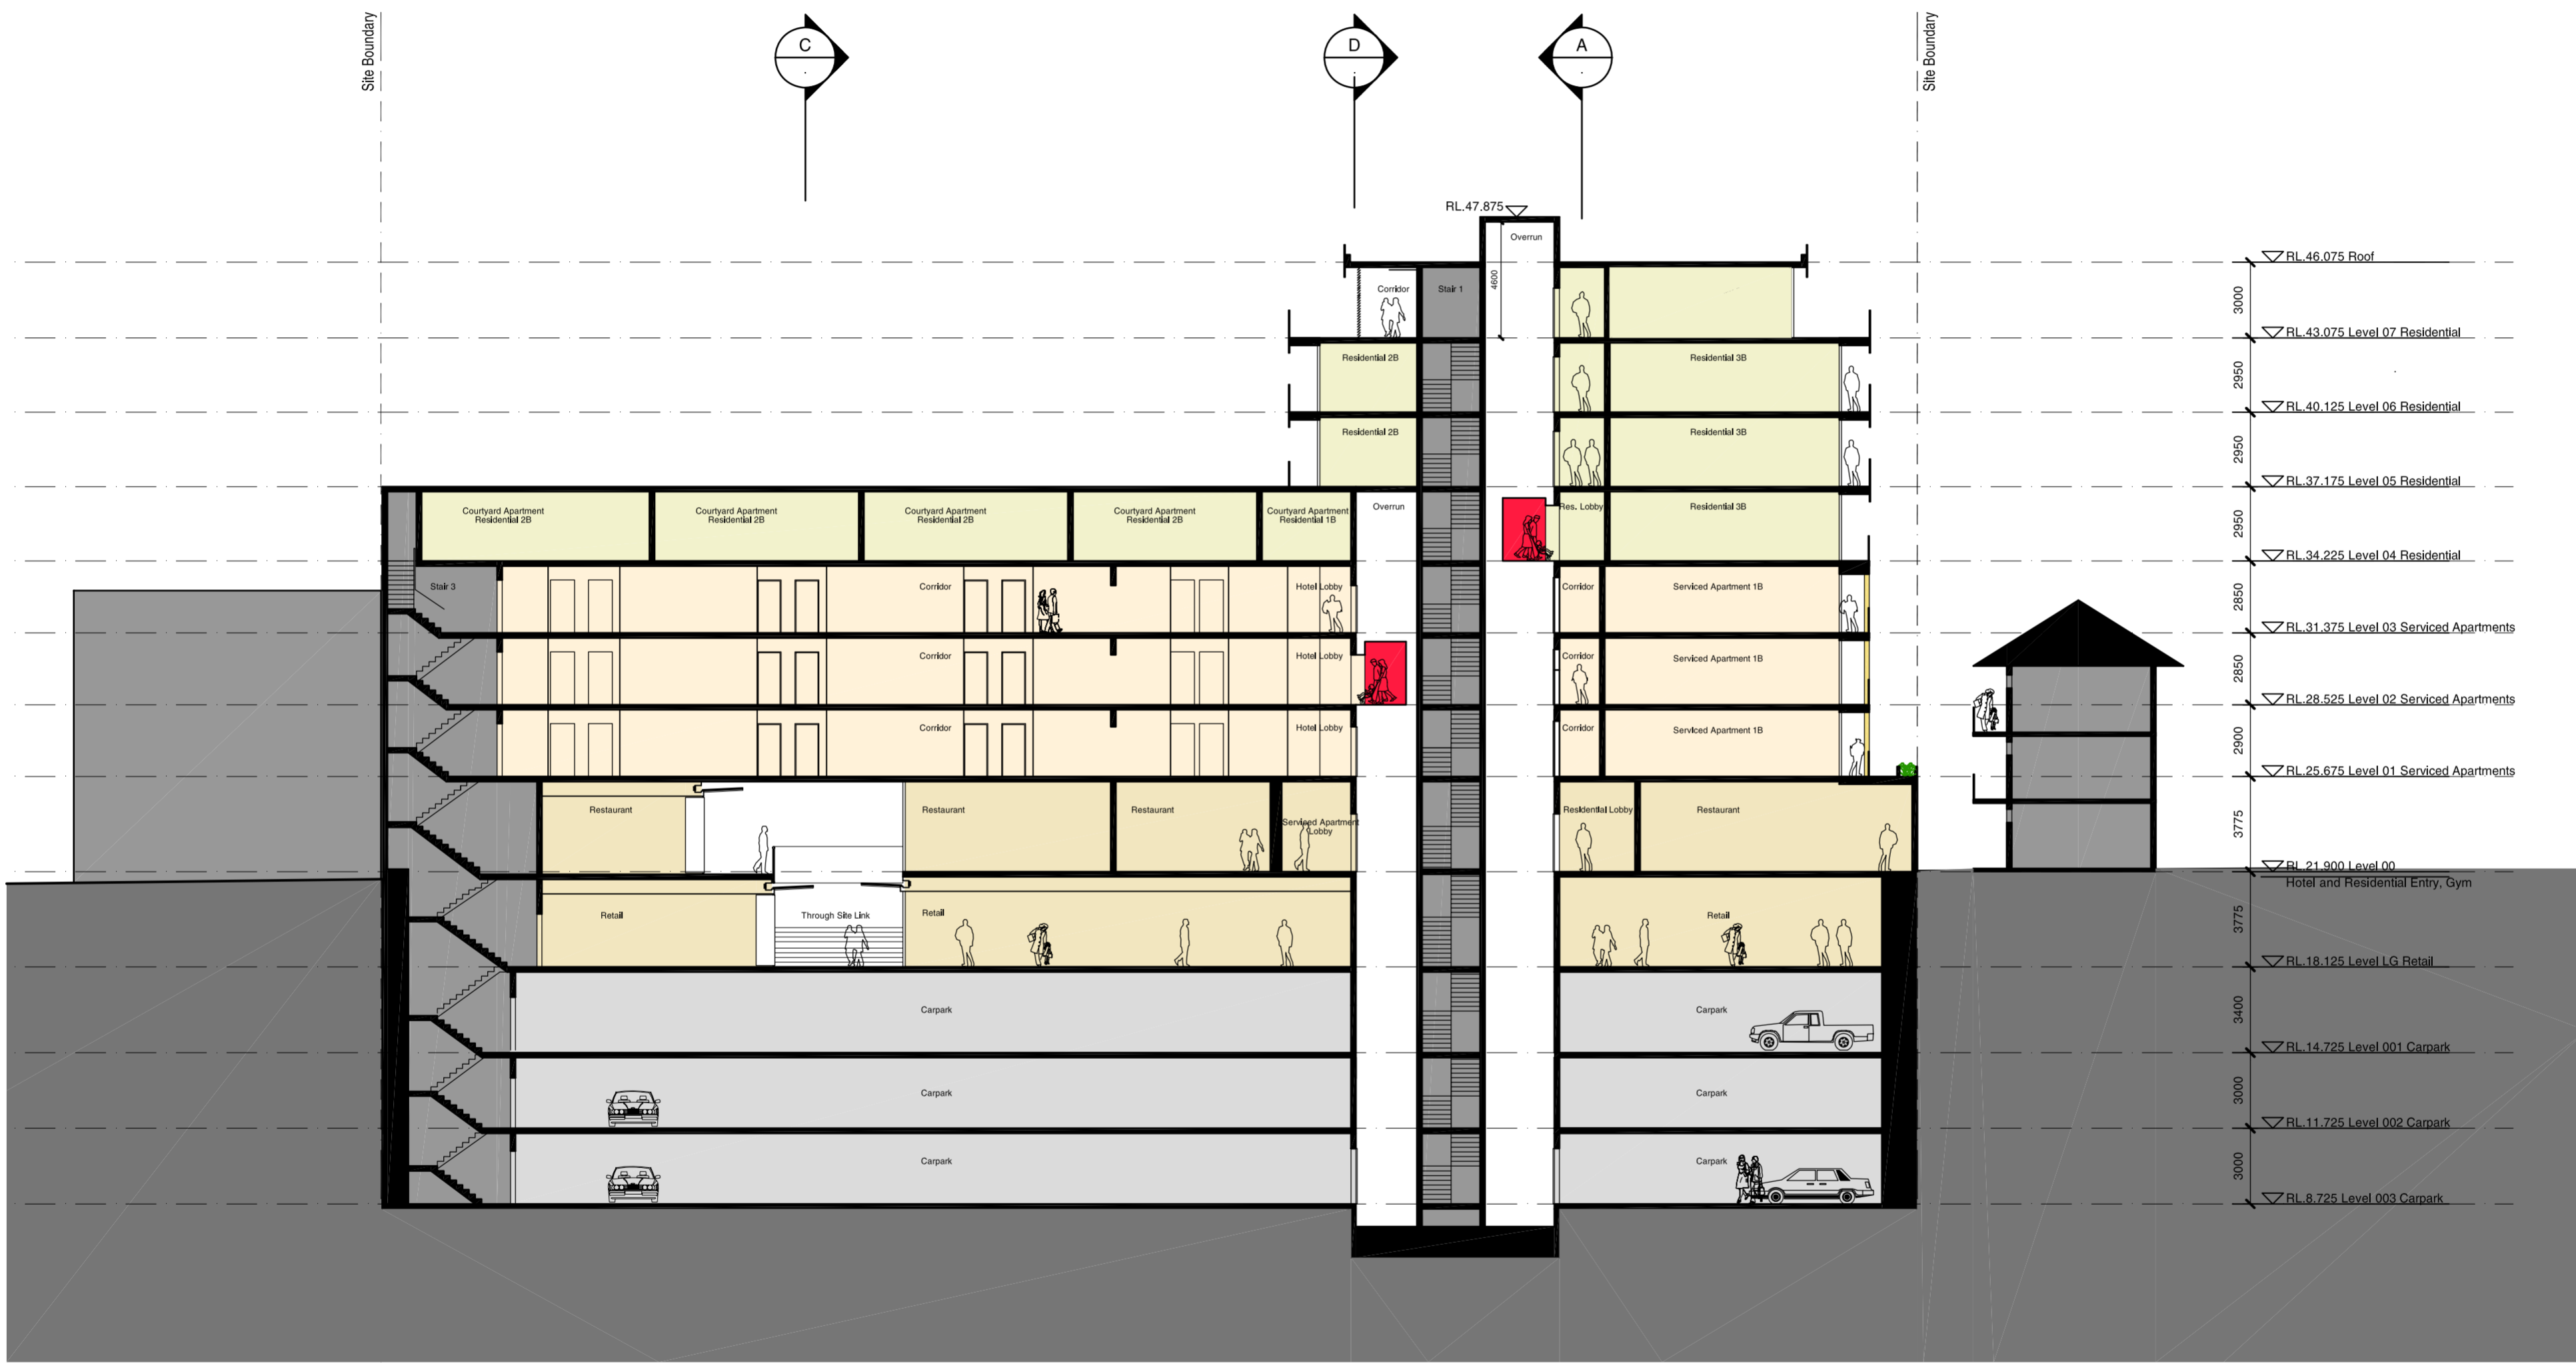 Site Boundary
C
D
A
Site Boundary
RL.47.875
Overrun
RL.46.075 Roof
4600
Corridor
Stair 1
3000
RL.43.075 Level 07 Residential
Residential 2B
Residential 3B
2950
RL.40.125 Level 06 Residential
Residential 2B
Residential 3B
2950
RL.37.175 Level 05 Residential
Courtyard Apartment
Residential 2B
Courtyard Apartment
Residential 2B
Courtyard Apartment
Residential 2B
Courtyard Apartment
Residential 2B
Courtyard Apartment
Residential 1B
Overrun
Res. Lobby
Residential 3B
2950
RL.34.225 Level 04 Residential
Stair 3
Corridor
Hotel Lobby
Corridor
Serviced Apartment 1B
2850
RL.31.375 Level 03 Serviced Apartments
Corridor
Hotel Lobby
Corridor
Serviced Apartment 1B
2850
RL.28.525 Level 02 Serviced Apartments
Corridor
Hotel Lobby
Corridor
Serviced Apartment 1B
2900
RL.25.675 Level 01 Serviced Apartments
Restaurant
Restaurant
Restaurant
Serviced Apartment
Lobby
Residential Lobby
Restaurant
3775
RL.21.900 Level 00
Hotel and Residential Entry, Gym
Retail
Through Site Link
Retail
Retail
3775
RL.18.125 Level LG Retail
Carpark
Carpark
3400
RL.14.725 Level 001 Carpark
Carpark
Carpark
3000
RL.11.725 Level 002 Carpark
Carpark
Carpark
3000
RL.8.725 Level 003 Carpark